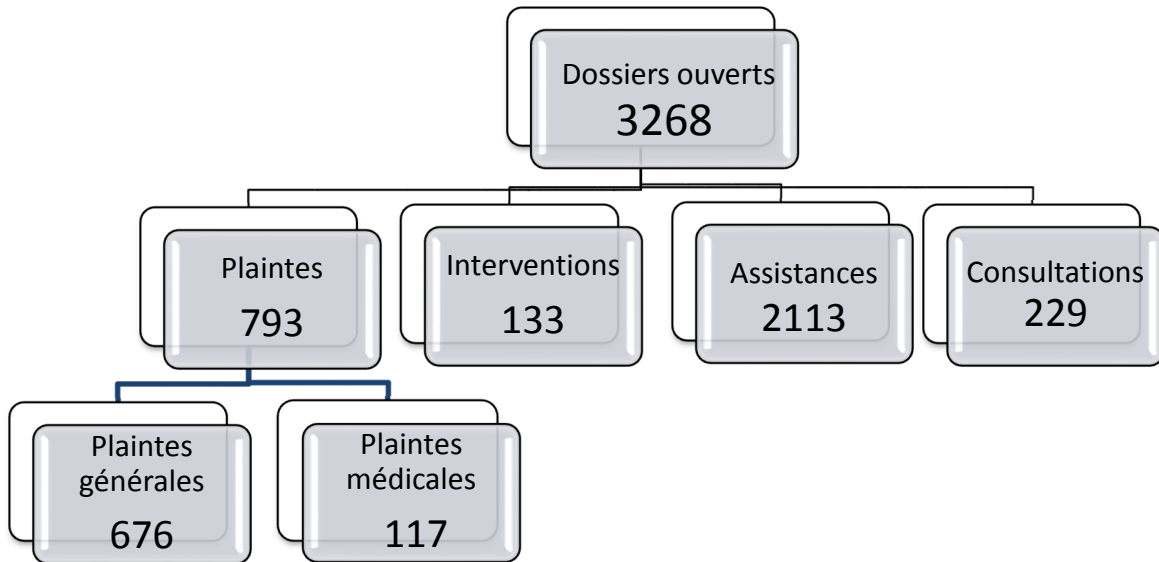 Dossiers ouverts
3268
Plaintes
793
Interventions
133
Assistances
2113
Consultations
229
Plaintes
générales
676
Plaintes
médicales
117